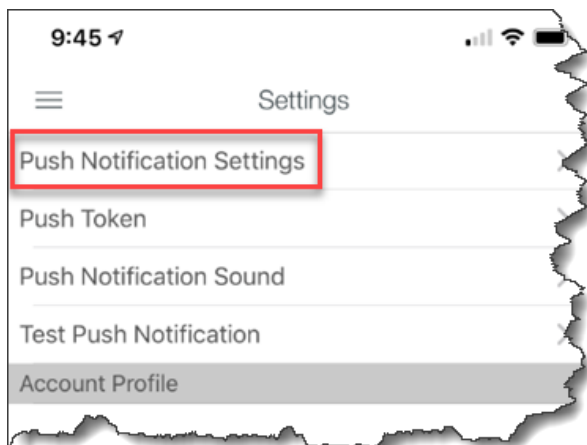 9:45
Settings
Push Notification Settings
Push Token
Push Notification Sound
Test Push Notification
Account Profile